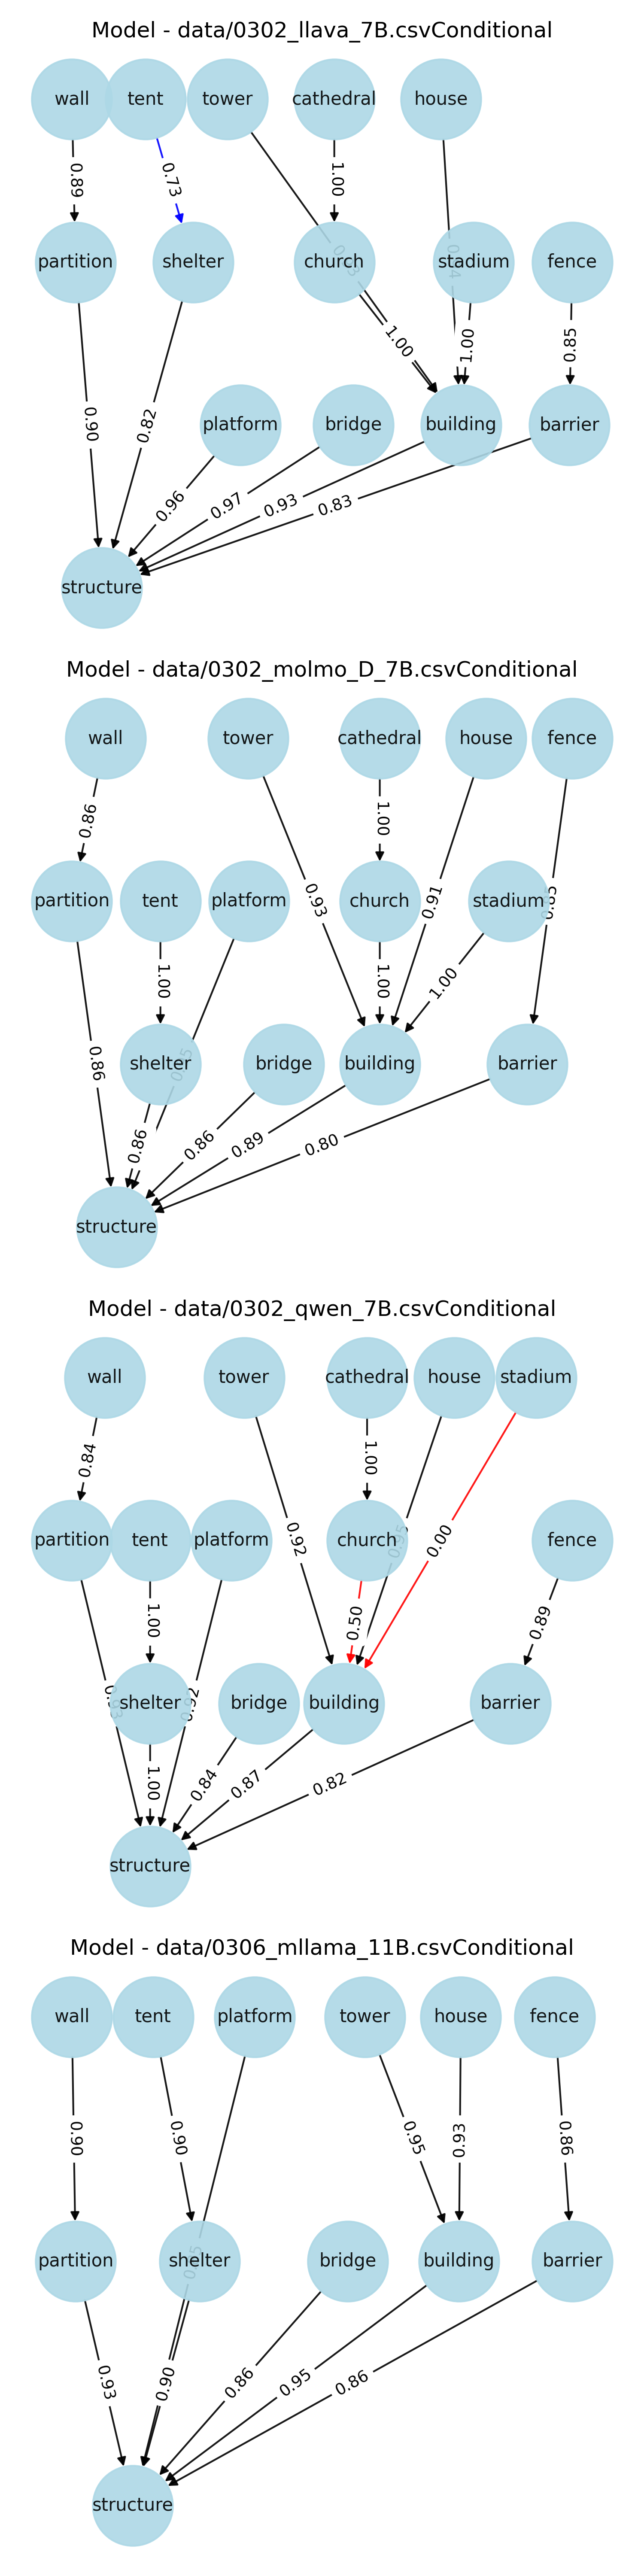 Model - data/0302_llava_7B.csvConditional
wall tent tower cathedral house
0.89 0.73 1.00
partition shelter church stadium fence
1.00 1.00 0.85
0.90 0.82 platform bridge building barrier
0.96 0.97 0.93 0.83
structure
Model - data/0302_molmo_D_7B.csvConditional
wall tower cathedral house fence
0.86 1.00
partition tent platform 0.93 church 0.91 stadium
1.00 1.00 1.00
0.86 shelter bridge building barrier
0.86 0.86 0.89 0.80
structure
Model - data/0302_qwen_7B.csvConditional
wall tower cathedral house stadium
0.84 1.00
partition tent platform 0.92 church 0.00 fence
1.00 0.50 0.89
shelter bridge building barrier
1.00 0.84 0.87 0.82
structure
Model - data/0306_mllama_11B.csvConditional
wall tent platform tower house fence
0.90 0.90 0.95 0.93 0.86
partition shelter bridge building barrier
0.93 0.90 0.86 0.95 0.86
structure